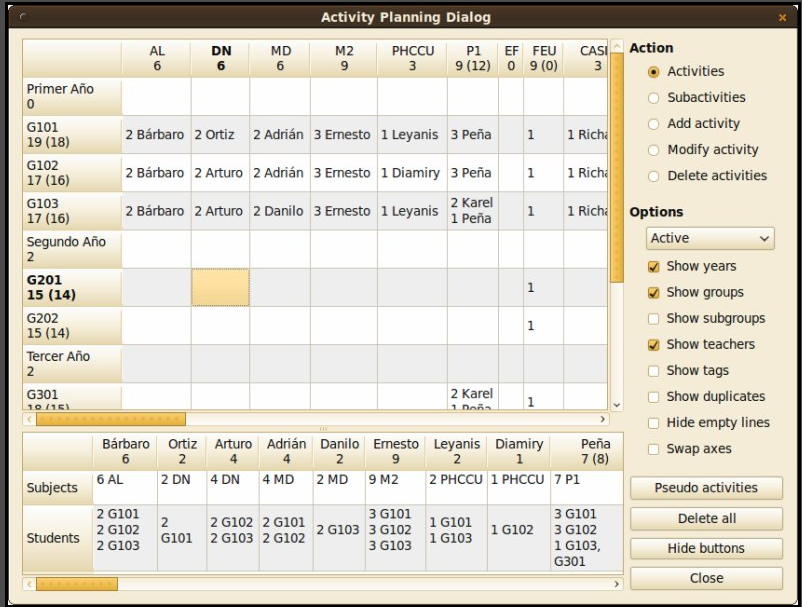 Activity Planning Dialog
AL DN MD M2 PHCCU P1 EF FEU CASI
6 6 6 9 3 9 (12) 0 9 (0) 3
Primer Año
0
G101
19 (18)
2 Bárbaro 2 Ortiz 2 Adrián 3 Ernesto 1 Leyanis 3 Peña 1 1 Richa
G102
17 (16)
2 Bárbaro 2 Arturo 2 Adrián 3 Ernesto 1 Diamiry 3 Peña 1 1 Richa
G103
17 (16)
2 Bárbaro 2 Arturo 2 Danilo 3 Ernesto 1 Leyanis 2 Karel 1 Peña 1 1 Richa
Segundo Año
2
G201
15 (14)
1
G202
15 (14)
1
Tercer Año
2
G301
18 (15)
2 Karel 1 Peña 1
Action
Activities
Subactivities
Add activity
Modify activity
Delete activities
Options
Active
Show years
Show groups
Show subgroups
Show teachers
Show tags
Show duplicates
Hide empty lines
Swap axes
Pseudo activities
Delete all
Hide buttons
Close
Bárbaro Ortiz Arturo Adrián Danilo Ernesto Leyanis Diamiry Peña
6 2 4 4 2 9 2 1 7 (8)
Subjects 6 AL 2 DN 4 DN 4 MD 2 MD 9 M2 2 PHCCU 1 PHCCU 7 P1
Students
2 G101
2 G102
2 G103
2
G101
2 G102
2 G103
2 G101
2 G102
2 G103
3 G101
3 G102
3 G103
1 G101
1 G103
1 G102
3 G101
3 G102
1 G103,
G301